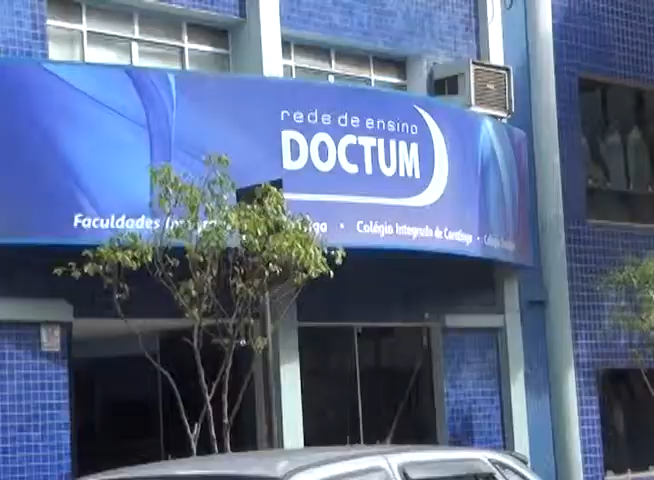 rede de ensino
DOCTUM
Faculdades • Colégio Integrado de Caratinga •